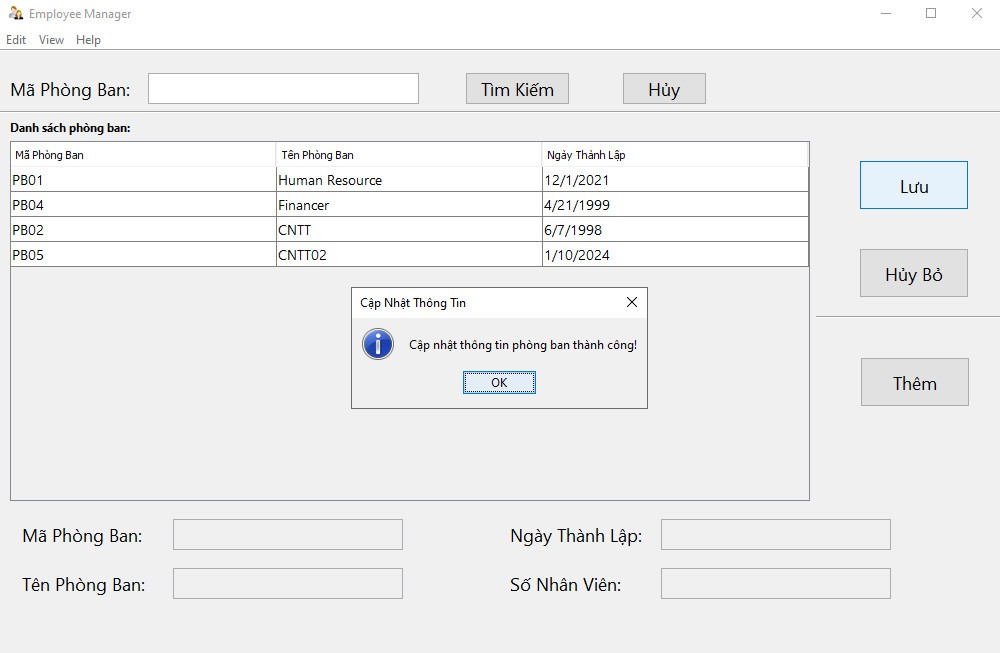 Employee Manager
Edit View Help
Mã Phòng Ban: Tìm Kiếm Hủy
Danh sách phòng ban:
Mã Phòng Ban Tên Phòng Ban Ngày Thành Lập
PB01 Human Resource 12/1/2021
PB04 Financer 4/21/1999
PB02 CNTT 6/7/1998
PB05 CNTT02 1/10/2024
Lưu
Hủy Bỏ
Thêm
Cập Nhật Thông Tin
Cập nhật thông tin phòng ban thành công!
OK
Mã Phòng Ban: Ngày Thành Lập:
Tên Phòng Ban: Số Nhân Viên: